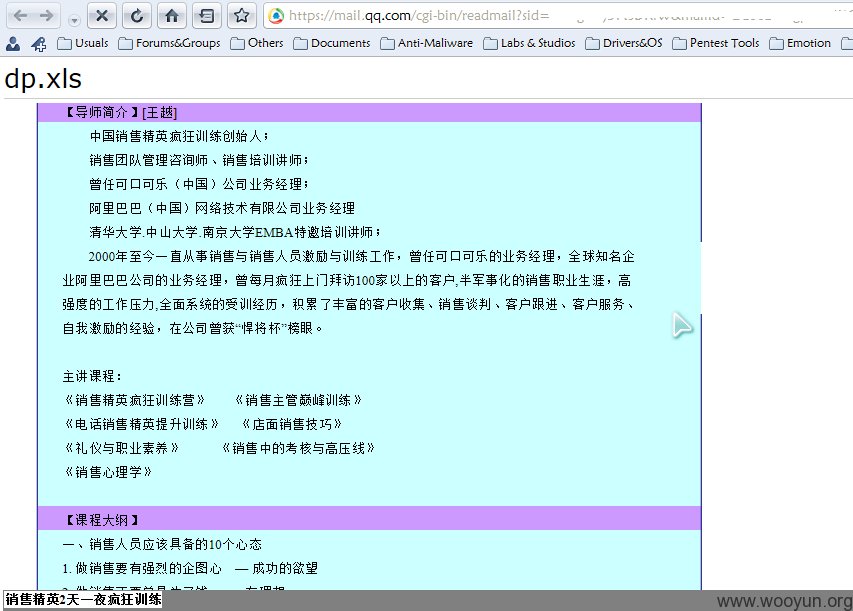 https://mail.qq.com/cgi-bin/readmail?sid=
Usuals Forums&Groups Others Documents Anti-Malware Labs & Studios Drivers&OS Pentest Tools Emotion
dp.xls
【导师简介】[王越]
中国销售精英疯狂训练创始人；
销售团队管理咨询师、销售培训讲师；
曾任可口可乐（中国）公司业务经理；
阿里巴巴（中国）网络技术有限公司业务经理
清华大学.中山大学.南京大学EMBA特邀培训讲师；
2000年至今一直从事销售与销售人员激励与训练工作，曾任可口可乐的业务经理，全球知名企
业阿里巴巴公司的业务经理，曾每月疯狂上门拜访100家以上的客户,半军事化的销售职业生涯，高
强度的工作压力,全面系统的受训经历，积累了丰富的客户收集、销售谈判、客户跟进、客户服务、
自我激励的经验，在公司曾获“悍将杯”榜眼。
主讲课程：
《销售精英疯狂训练营》 《销售主管巅峰训练》
《电话销售精英提升训练》 《店面销售技巧》
《礼仪与职业素养》 《销售中的考核与高压线》
《销售心理学》
【课程大纲】
一、销售人员应该具备的10个心态
1. 做销售要有强烈的企图心 — 成功的欲望
销售精英2天一夜疯狂训练
www.wooyun.org